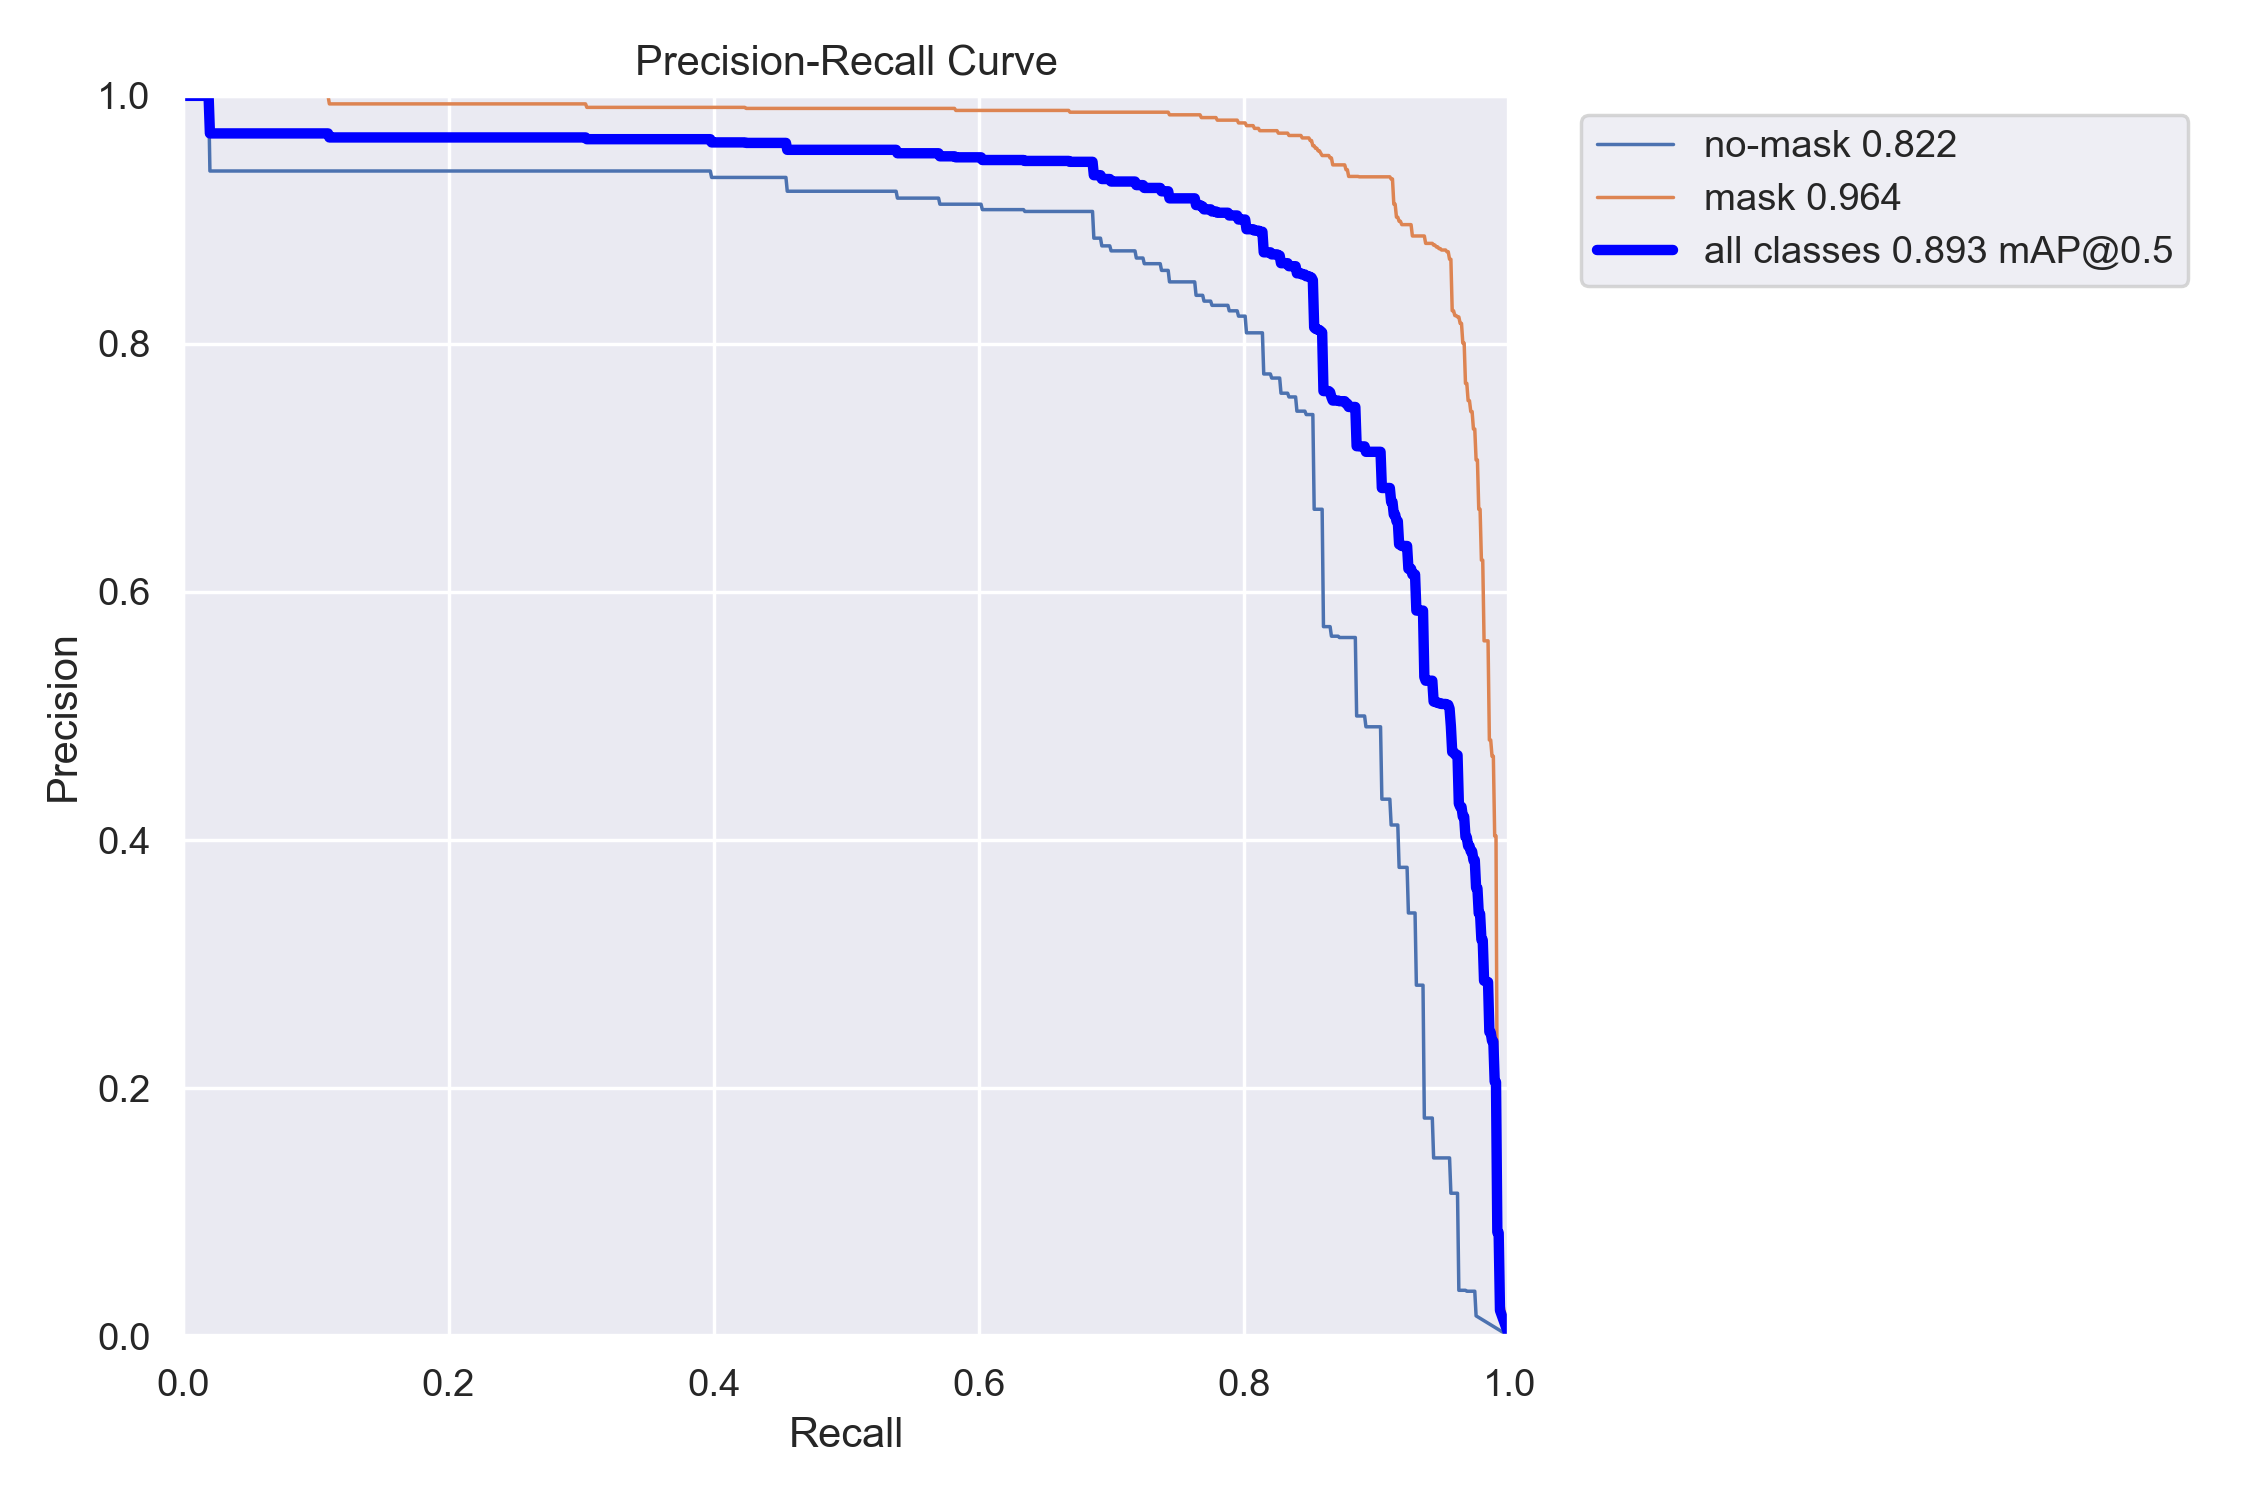 Precision-Recall Curve
1.0
0.8
0.6
0.4
0.2
0.0
Precision
0.0 0.2 0.4 0.6 0.8 1.0
Recall
no-mask 0.822
mask 0.964
all classes 0.893 mAP@0.5